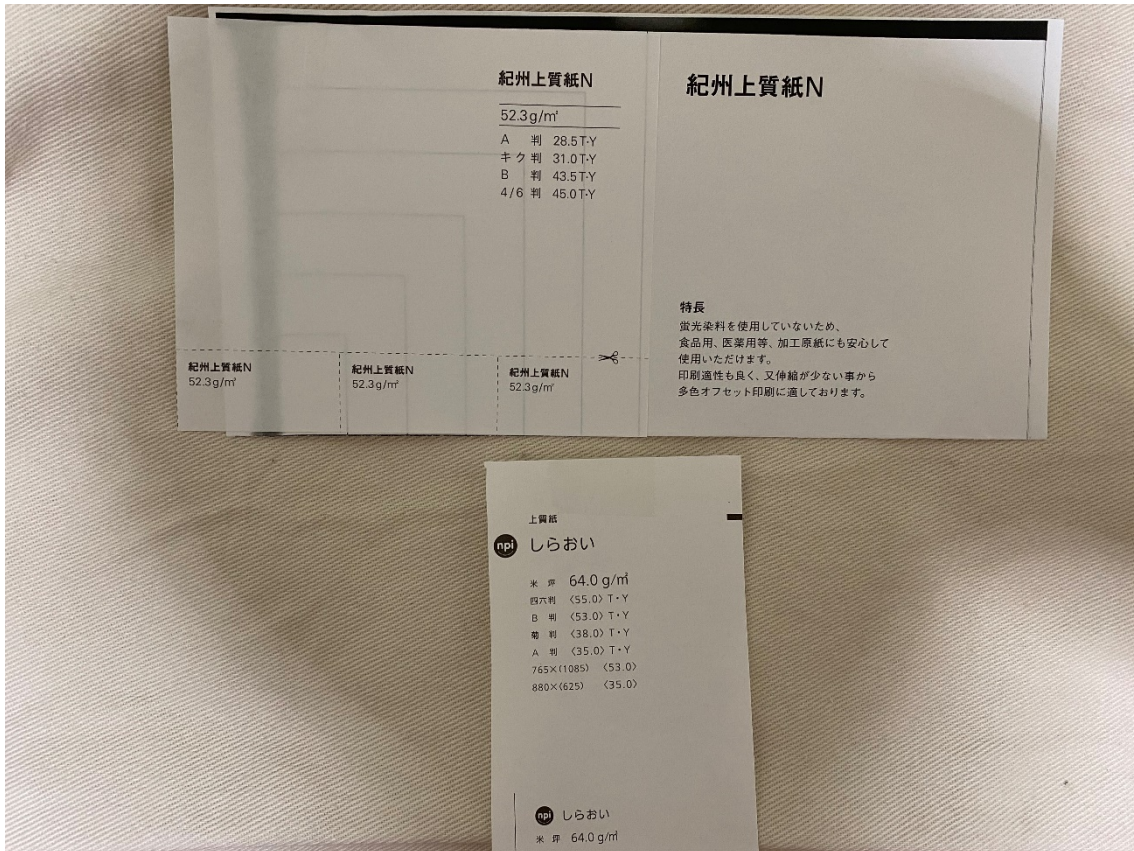 紀州上質紙N
52.3g/㎡
A 判 28.5T·Y
キク判 31.0T·Y
B 判 43.5T·Y
4/6 判 45.0T·Y
紀州上質紙N
52.3g/㎡
紀州上質紙N
52.3g/㎡
紀州上質紙N
52.3g/㎡
紀州上質紙N
特長
蛍光染料を使用していないため、
食品用、医薬用等、加工原紙にも安心して
使用いただけます。
印刷適性も良く、又伸縮が少ない事から
多色オフセット印刷に適しております。
上質紙
npi しらおい
米 坪 64.0 g/㎡
四六判 〈55.0〉 T・Y
B 判 〈53.0〉 T・Y
菊 判 〈38.0〉 T・Y
A 判 〈35.0〉 T・Y
765×(1085) 〈53.0〉
880×(625) 〈35.0〉
npi しらおい
米 坪 64.0 g/㎡